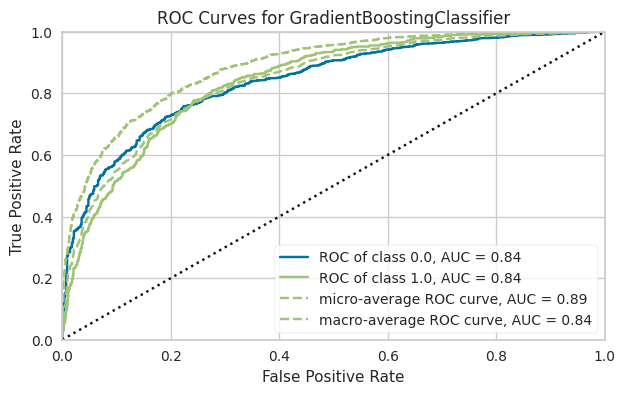 ROC Curves for GradientBoostingClassifier
True Positive Rate
1.0
0.8
0.6
0.4
0.2
0.0
ROC of class 0.0, AUC = 0.84
ROC of class 1.0, AUC = 0.84
micro-average ROC curve, AUC = 0.89
macro-average ROC curve, AUC = 0.84
0.0 0.2 0.4 0.6 0.8 1.0
False Positive Rate